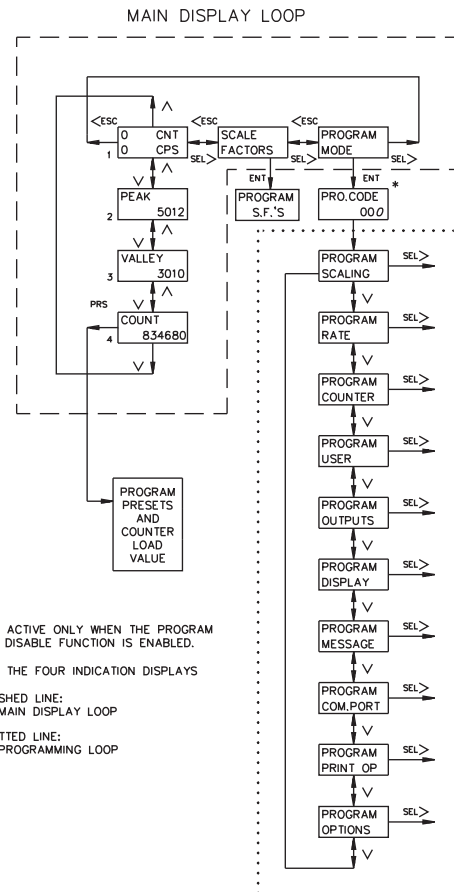 MAIN DISPLAY LOOP
<ESC
<ESC
<ESC
0 CNT
0 CPS
1
SEL>
SCALE
FACTORS
SEL>
PROGRAM
MODE
SEL>
ENT
ENT
PROGRAM
S.F.'S
PRO.CODE
000
*
PEAK
5012
2
VALLEY
3010
3
PRS
COUNT
834680
4
PROGRAM
PRESETS
AND
COUNTER
LOAD
VALUE
PROGRAM
SCALING
SEL>
PROGRAM
RATE
SEL>
PROGRAM
COUNTER
SEL>
PROGRAM
USER
SEL>
PROGRAM
OUTPUTS
SEL>
PROGRAM
DISPLAY
SEL>
PROGRAM
MESSAGE
SEL>
PROGRAM
COM.PORT
SEL>
PROGRAM
PRINT OP
SEL>
PROGRAM
OPTIONS
SEL>
ACTIVE ONLY WHEN THE PROGRAM
DISABLE FUNCTION IS ENABLED.
THE FOUR INDICATION DISPLAYS
SHED LINE:
MAIN DISPLAY LOOP
TTED LINE:
PROGRAMMING LOOP